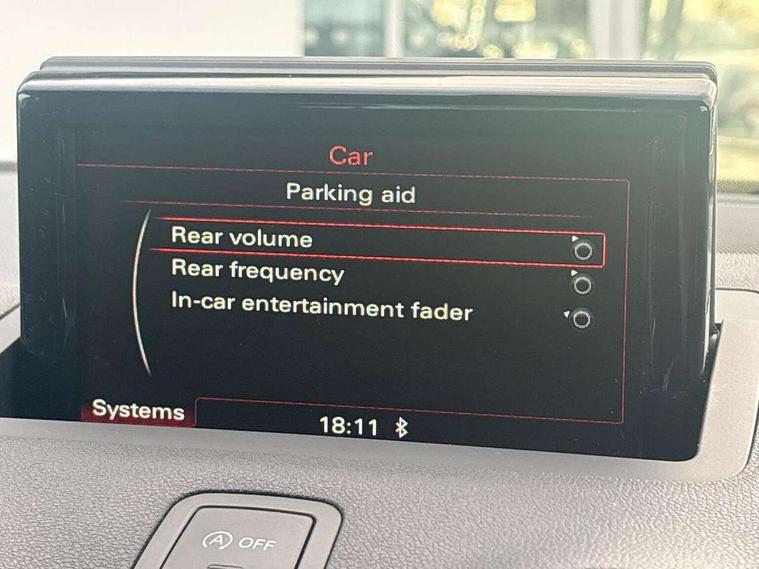 Car
Parking aid
Rear volume
Rear frequency
In-car entertainment fader
Systems
18:11
A OFF